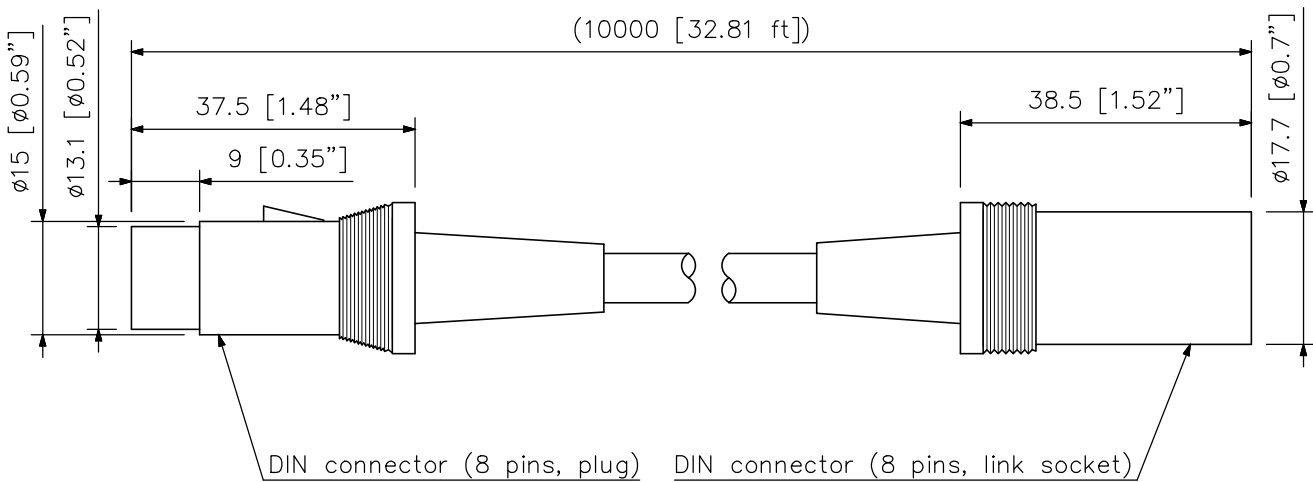 (10000 [32.81 ft])
ø15 [ø0.59"]
ø13.1 [ø0.52"]
37.5 [1.48"]
38.5 [1.52"]
ø17.7 [ø0.7"]
9 [0.35"]
DIN connector (8 pins, plug)
DIN connector (8 pins, link socket)